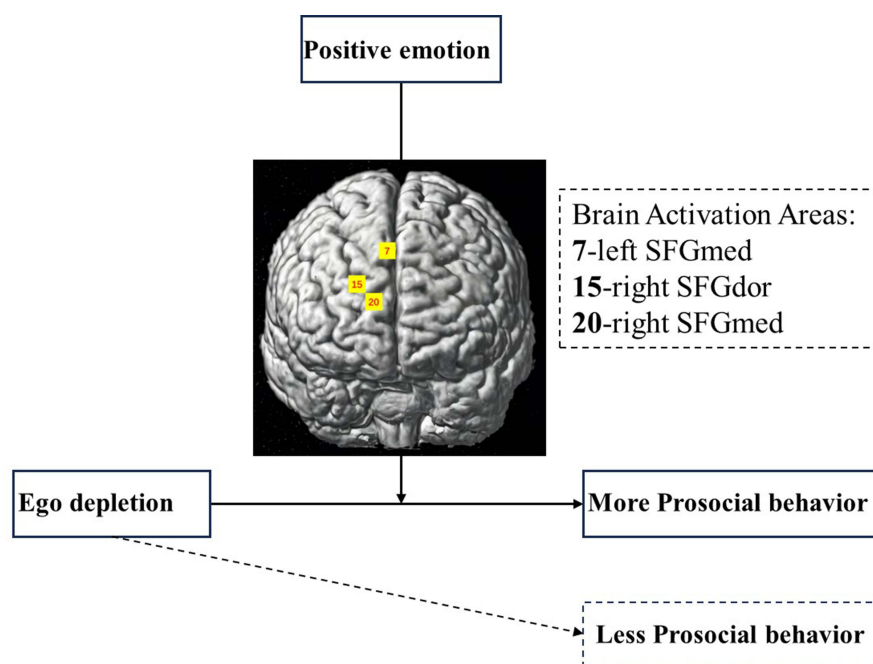 Positive emotion
7
15
20
Brain Activation Areas:
7-left SFGmed
15-right SFGdor
20-right SFGmed
Ego depletion
More Prosocial behavior
Less Prosocial behavior